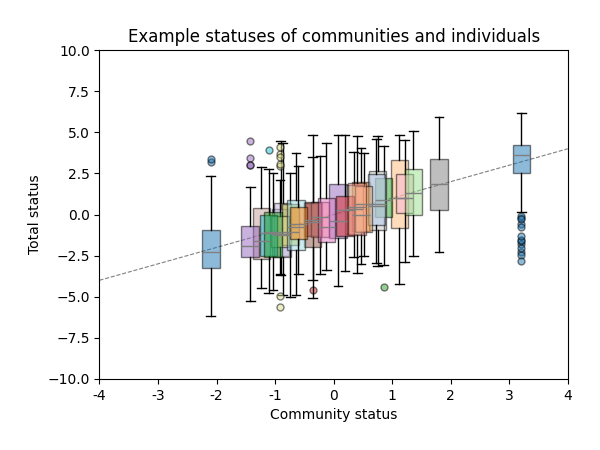 Example statuses of communities and individuals
10.0
7.5
5.0
2.5
0.0
−2.5
−5.0
−7.5
−10.0
Total status
-4 -3 -2 -1 0 1 2 3 4
Community status